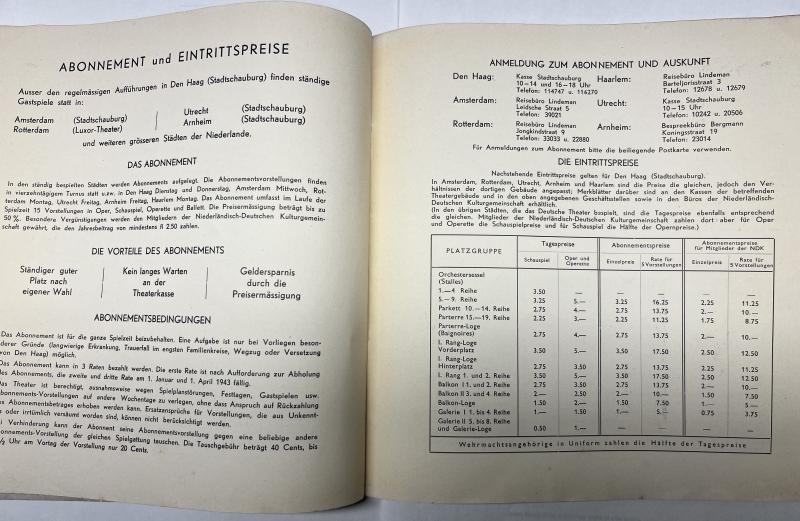 ABONNEMENT und EINTRITTSPREISE
Ausser den regelmässigen Aufführungen in Den Haag (Stadtschauburg) finden ständige
Gastspiele statt in:
Amsterdam (Stadtschauburg) Utrecht (Stadtschauburg)
Rotterdam (Luxor-Theater) Arnheim (Stadtschauburg)
und weiteren grösseren Städten der Niederlande.
DAS ABONNEMENT
In den ständig bespielten Städten werden Abonnements aufgelegt. Die Abonnementsvorstellungen finden
in vierzehntägigem Turnus statt u.zw. in Den Haag Dienstag und Donnerstag, Amsterdam Mittwoch, Rot-
terdam Montag, Utrecht Freitag, Arnheim Freitag, Haarlem Montag. Das Abonnement umfasst im Laufe der
Spielzeit 15 Vorstellungen in Oper, Schauspiel, Operette und Ballett. Die Preisermässigung beträgt bis zu
50 %. Besondere Vergünstigungen werden den Mitgliedern der Niederländisch-Deutschen Kulturgemein-
schaft gewährt, die den Jahresbeitrag von mindestens fl 2.50 zahlen.
DIE VORTEILE DES ABONNEMENTS
Ständiger guter Kein langes Warten Geldersparnis
Platz nach an der durch die
eigener Wahl Theaterkasse Preisermässigung
ABONNEMENTSBEDINGUNGEN
Das Abonnement ist für die ganze Spielzeit beizubehalten. Eine Aufgabe ist nur bei Vorliegen beson-
derer Gründe (langwierige Erkrankung, Trauerfall im engsten Familienkreise, Wegzug oder Versetzung
von Den Haag) möglich.
Das Abonnement kann in 3 Raten bezahlt werden. Die erste Rate ist nach Aufforderung zur Abholung
des Abonnements, die zweite und dritte Rate am 1. Januar und 1. April 1943 fällig.
Das Theater ist berechtigt, ausnahmsweise wegen Spielplanstörungen, Festtagen, Gastspielen usw.
Abonnements-Vorstellungen auf andere Wochentage zu verlegen, ohne dass Anspruch auf Rückzahlung
Abonnementsbetrages erhoben werden kann. Ersatzansprüche für Vorstellungen, die aus Unkennt-
oder irrtümlich versäumt worden sind, können nicht berücksichtigt werden.
Verhinderung kann der Abonnent seine Abonnementsvorstellung gegen eine beliebige andere
Abonnements-Vorstellung der gleichen Spielgattung tauschen. Die Tauschgebühr beträgt 40 Cents, bis
Uhr am Vortag der Vorstellung nur 20 Cents.
ANMELDUNG ZUM ABONNEMENT UND AUSKUNFT
Den Haag: Kasse Stadtschauburg Haarlem: Reisebüro Lindeman
10—14 und 16—18 Uhr Barteljorisstraat 3
Telefon: 114747 u. 116270 Telefon: 12678 u. 12679
Amsterdam: Reisebüro Lindeman Utrecht: Kasse Stadtschauburg
Leidsche Straat 5 10—15 Uhr
Telefon: 39021 Telefon: 10242 u. 20506
Rotterdam: Reisebüro Lindeman Arnheim: Bespreekbüro Bergmann
Jongkindstraat 9 Koningsstraat 19
Telefon: 33033 u. 22880 Telefon: 23014
Für Anmeldungen zum Abonnement bitte die beiliegende Postkarte verwenden.
DIE EINTRITTSPREISE
Nachstehende Eintrittspreise gelten für Den Haag (Stadtschauburg).
In Amsterdam, Rotterdam, Utrecht, Arnheim und Haarlem sind die Preise die gleichen, jedoch den Ver-
hältnissen der dortigen Gebäude angepasst; Merkblätter darüber sind an den Kassen der betreffenden
Theatergebäude und in den oben angegebenen Geschäftsstellen sowie in den Büros der Niederländisch-
Deutschen Kulturgemeinschaft erhältlich.
(In den übrigen Städten, die das Deutsche Theater bespielt, sind die Tagespreise ebenfalls entsprechend
die gleichen. Mitglieder der Niederländisch-Deutschen Kulturgemeinschaft zahlen dort aber für Oper
und Operette die Schauspielpreise und für Schauspiel die Hälfte der Opernpreise.)
PLATZGRUPPE Tagespreise Abonnementspreise Abonnementspreise für Mitglieder der NDK
Schauspiel Oper und Operette Einzelpreis Rate für 5 Vorstellungen Einzelpreis Rate für 5 Vorstellungen
Orchestersessel
(Stalles)
1.—4. Reihe 3.50 — — — — —
5.—9. Reihe 3.25 5.— 3.25 16.25 2.25 11.25
Parkett 10.—14. Reihe 2.75 4.— 2.75 13.75 2.— 10.—
Parterre 15.—19. Reihe 2.25 3.— 2.25 11.25 1.75 8.75
Parterre-Loge
(Baignoires) 2.75 4.— 2.75 13.75 2.— 10.—
I. Rang-Loge
Vorderplatz 3.50 5.— 3.50 17.50 2.50 12.50
I. Rang-Loge
Hinterplatz 2.75 3.50 2.75 13.75 2.25 11.25
I. Rang 1. und 2. Reihe 3.50 5.— 3.50 17.50 2.50 12.50
Balkon I 1. und 2. Reihe 2.75 3.50 2.75 13.75 2.— 10.—
Balkon II 3. und 4. Reihe 2.— 2.50 2.— 10.— 1.50 7.50
Balkon-Loge 1.50 2.— 1.50 7.50 1.— 5.—
Galerie I 1. bis 4. Reihe 1.— 1.50 1.— 5.— 0.75 3.75
Galerie II 5. bis 8. Reihe
und Galerie-Loge 0.50 1.— — — — —
Wehrmachtsangehörige in Uniform zahlen die Hälfte der Tagespreise